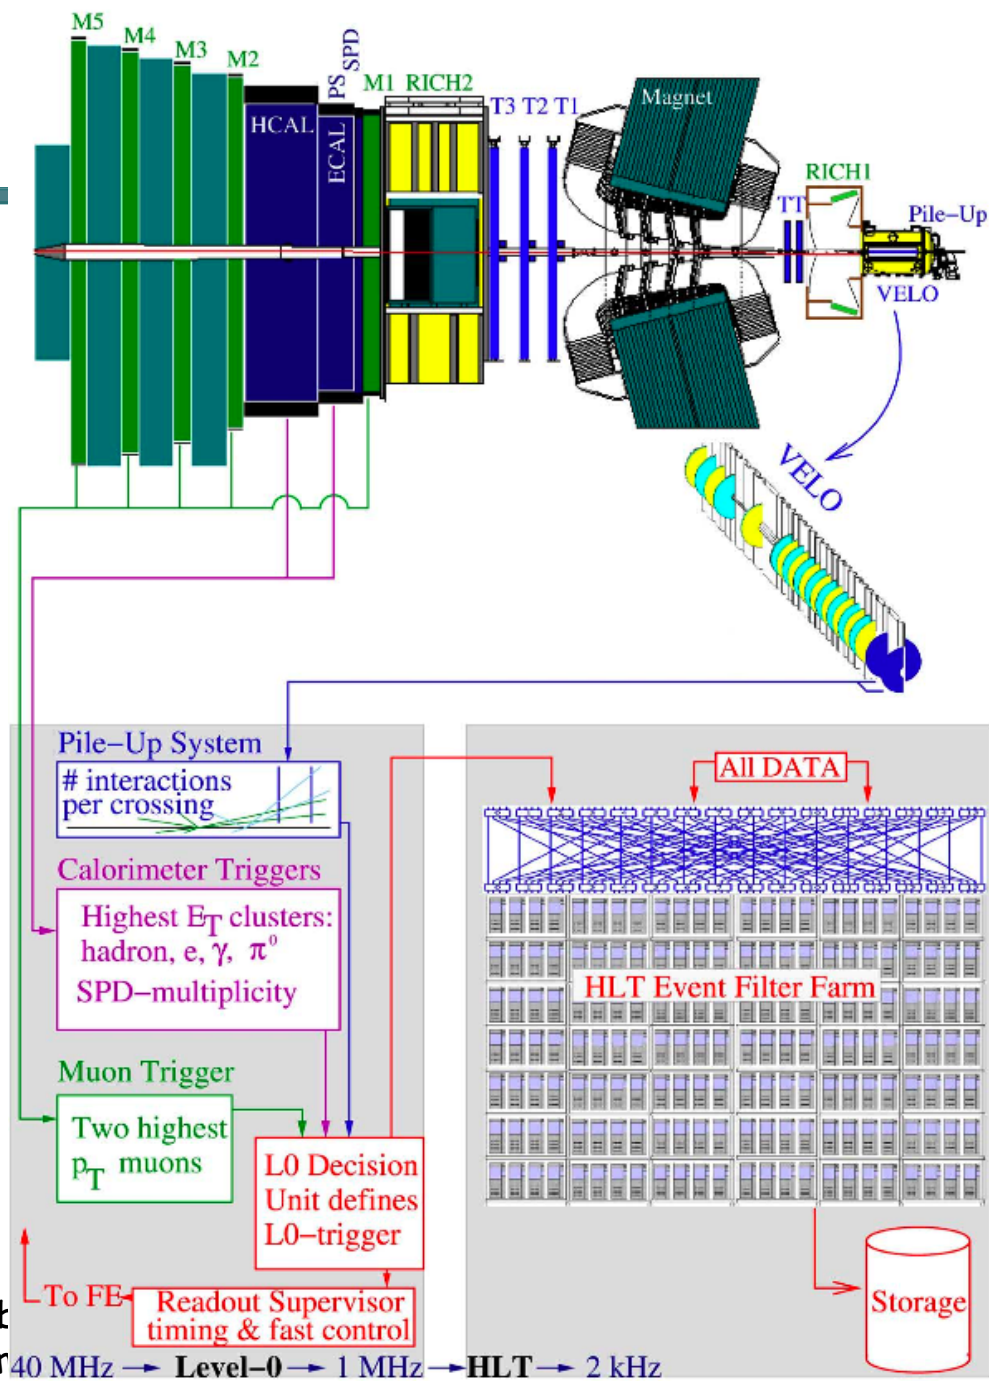 M5
M4
M3
M2
HCAL
PS
SPD
ECAL
M1 RICH2
T3 T2 T1
Magnet
TT
RICH1
Pile-Up
VELO
VELO
Pile-Up System
# interactions
per crossing
Calorimeter Triggers
Highest ET clusters:
hadron, e, γ, π⁰
SPD-multiplicity
Muon Trigger
Two highest
pT muons
L0 Decision
Unit defines
L0-trigger
To FE
Readout Supervisor
timing & fast control
All DATA
HLT Event Filter Farm
Storage
40 MHz → Level-0 → 1 MHz → HLT → 2 kHz